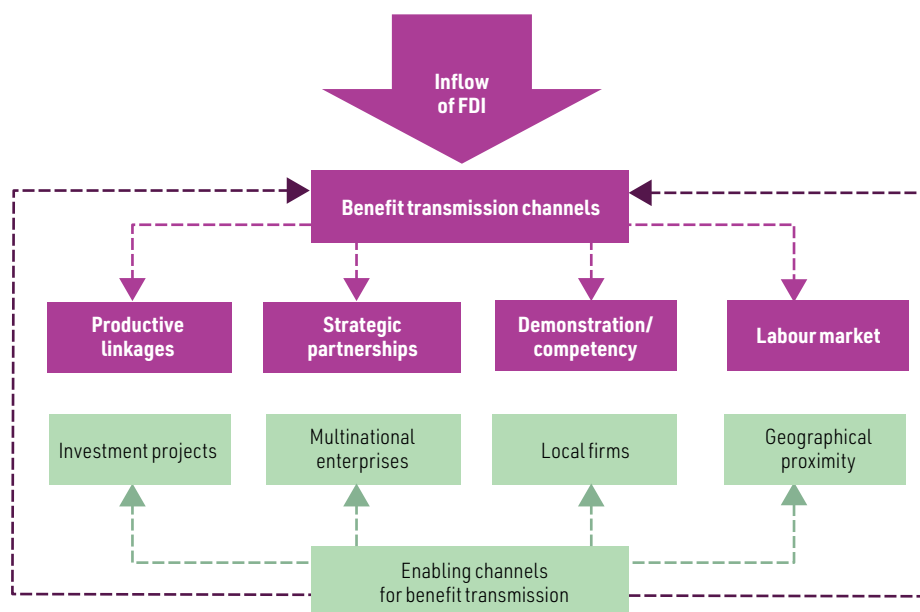 Inflow
of FDI
Benefit transmission channels
Productive
linkages
Strategic
partnerships
Demonstration/
competency
Labour market
Investment projects
Multinational
enterprises
Local firms
Geographical
proximity
Enabling channels
for benefit transmission